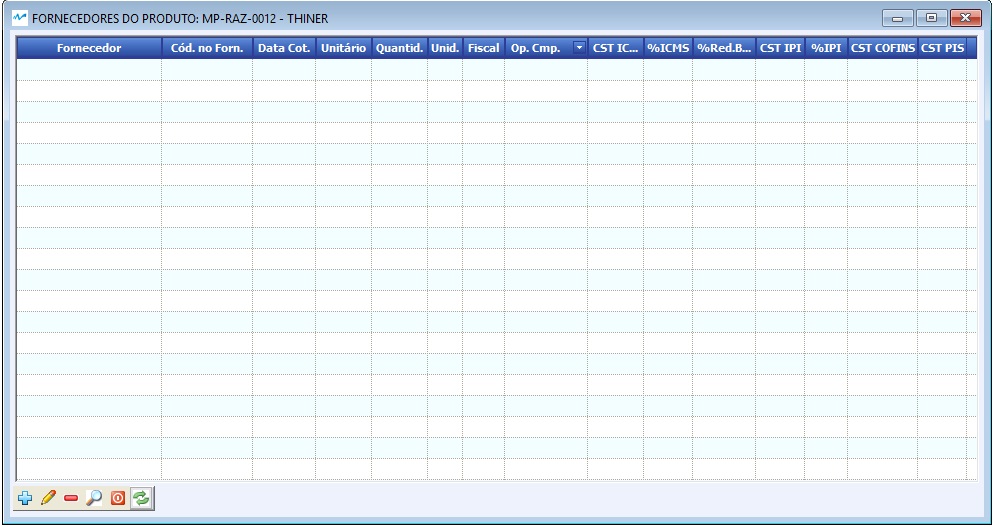 FORNECEDORES DO PRODUTO: MP-RAZ-0012 - THINER
Fornecedor Cód. no Forn. Data Cot. Unitário Quantid. Unid. Fiscal Op. Cmp. CST IC... %ICMS %Red.B... CST IPI %IPI CST COFINS CST PIS